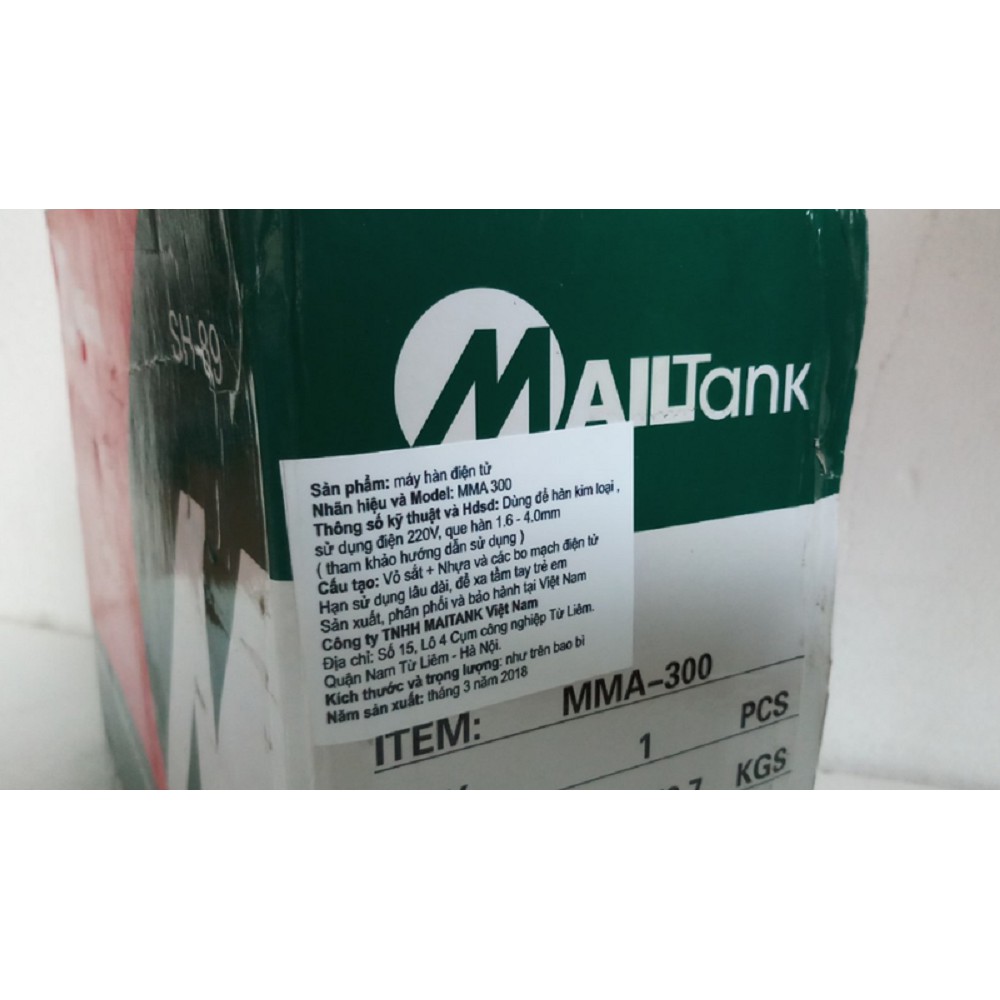 SH-89
MAILTank
Sản phẩm: máy hàn điện tử
Nhãn hiệu và Model: MMA 300
Thông số kỹ thuật và Hdsd: Dùng để hàn kim loại ,
sử dụng điện 220V, que hàn 1,6 - 4.0mm
( tham khảo hướng dẫn sử dụng )
Cấu tạo: Vỏ sắt + Nhựa và các bo mạch điện tử
Hạn sử dụng lâu dài, để xa tầm tay trẻ em
Sản xuất, phân phối và bảo hành tại Việt Nam
Công ty TNHH MAITANK Việt Nam
Địa chỉ: Số 15, Lô 4 Cụm công nghiệp Từ Liêm.
Quận Nam Từ Liêm - Hà Nội.
Kích thước và trọng lượng: như trên bao bì
Năm sản xuất: tháng 3 năm 2018
ITEM: MMA-300
1 PCS
KGS